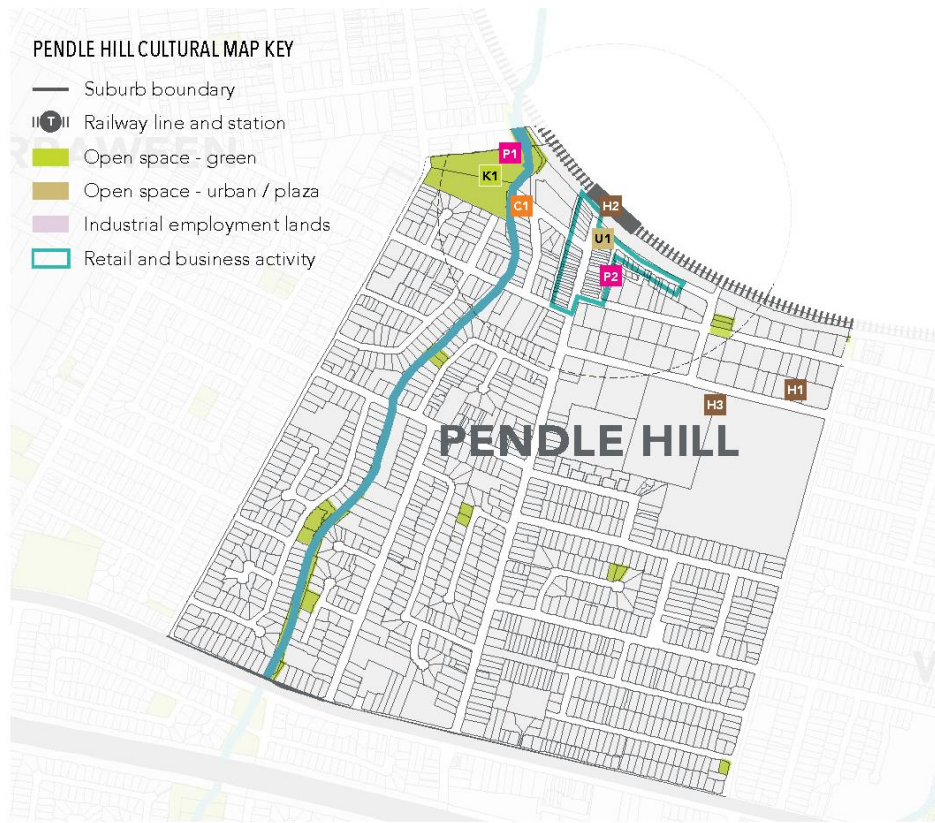 PENDLE HILL CULTURAL MAP KEY
Suburb boundary
T
Railway line and station
Open space - green
Open space - urban / plaza
Industrial employment lands
Retail and business activity
P1
K1
C1
H2
U1
P2
H1
H3
PENDLE HILL